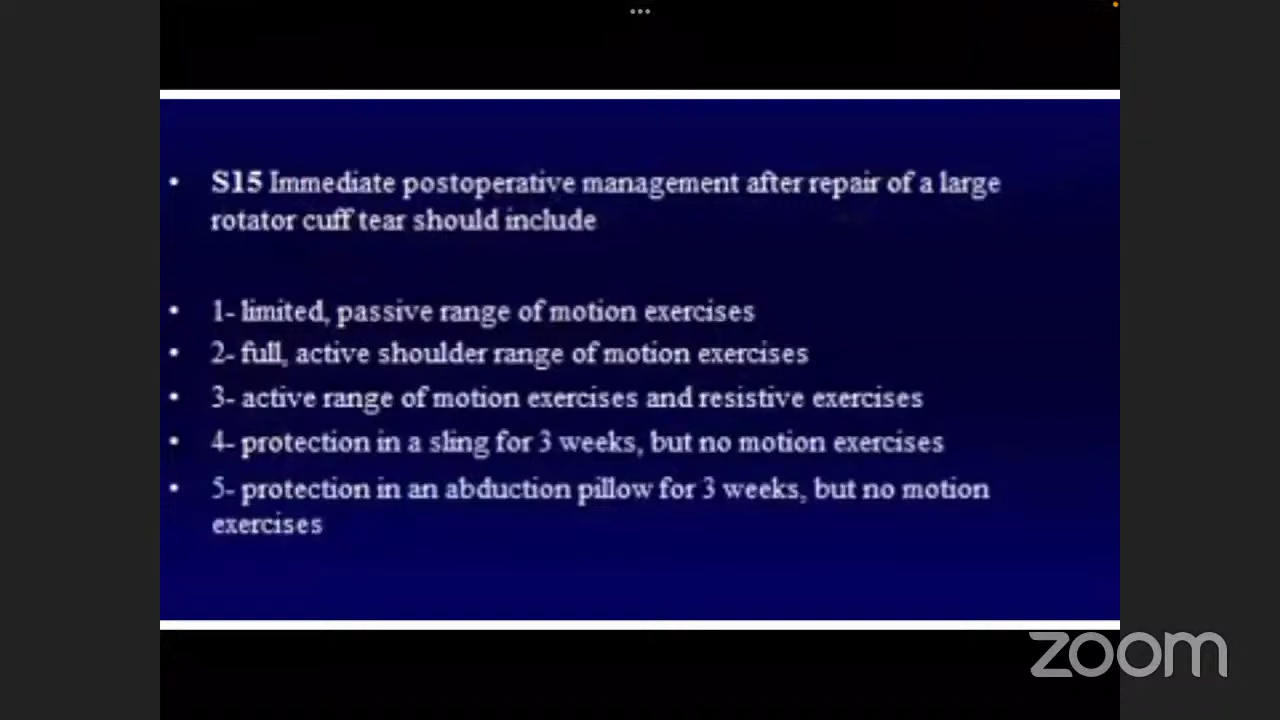 • S15 Immediate postoperative management after repair of a large
rotator cuff tear should include
• 1- limited, passive range of motion exercises
• 2- full, active shoulder range of motion exercises
• 3- active range of motion exercises and resistive exercises
• 4- protection in a sling for 3 weeks, but no motion exercises
• 5- protection in an abduction pillow for 3 weeks, but no motion
exercises
zoom